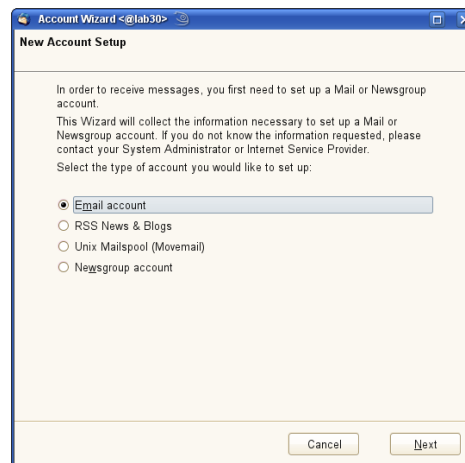 Account Wizard <@lab30>
New Account Setup
In order to receive messages, you first need to set up a Mail or Newsgroup
account.
This Wizard will collect the information necessary to set up a Mail or
Newsgroup account. If you do not know the information requested, please
contact your System Administrator or Internet Service Provider.
Select the type of account you would like to set up:
Email account
RSS News & Blogs
Unix Mailspool (Movemail)
Newsgroup account
Cancel
Next